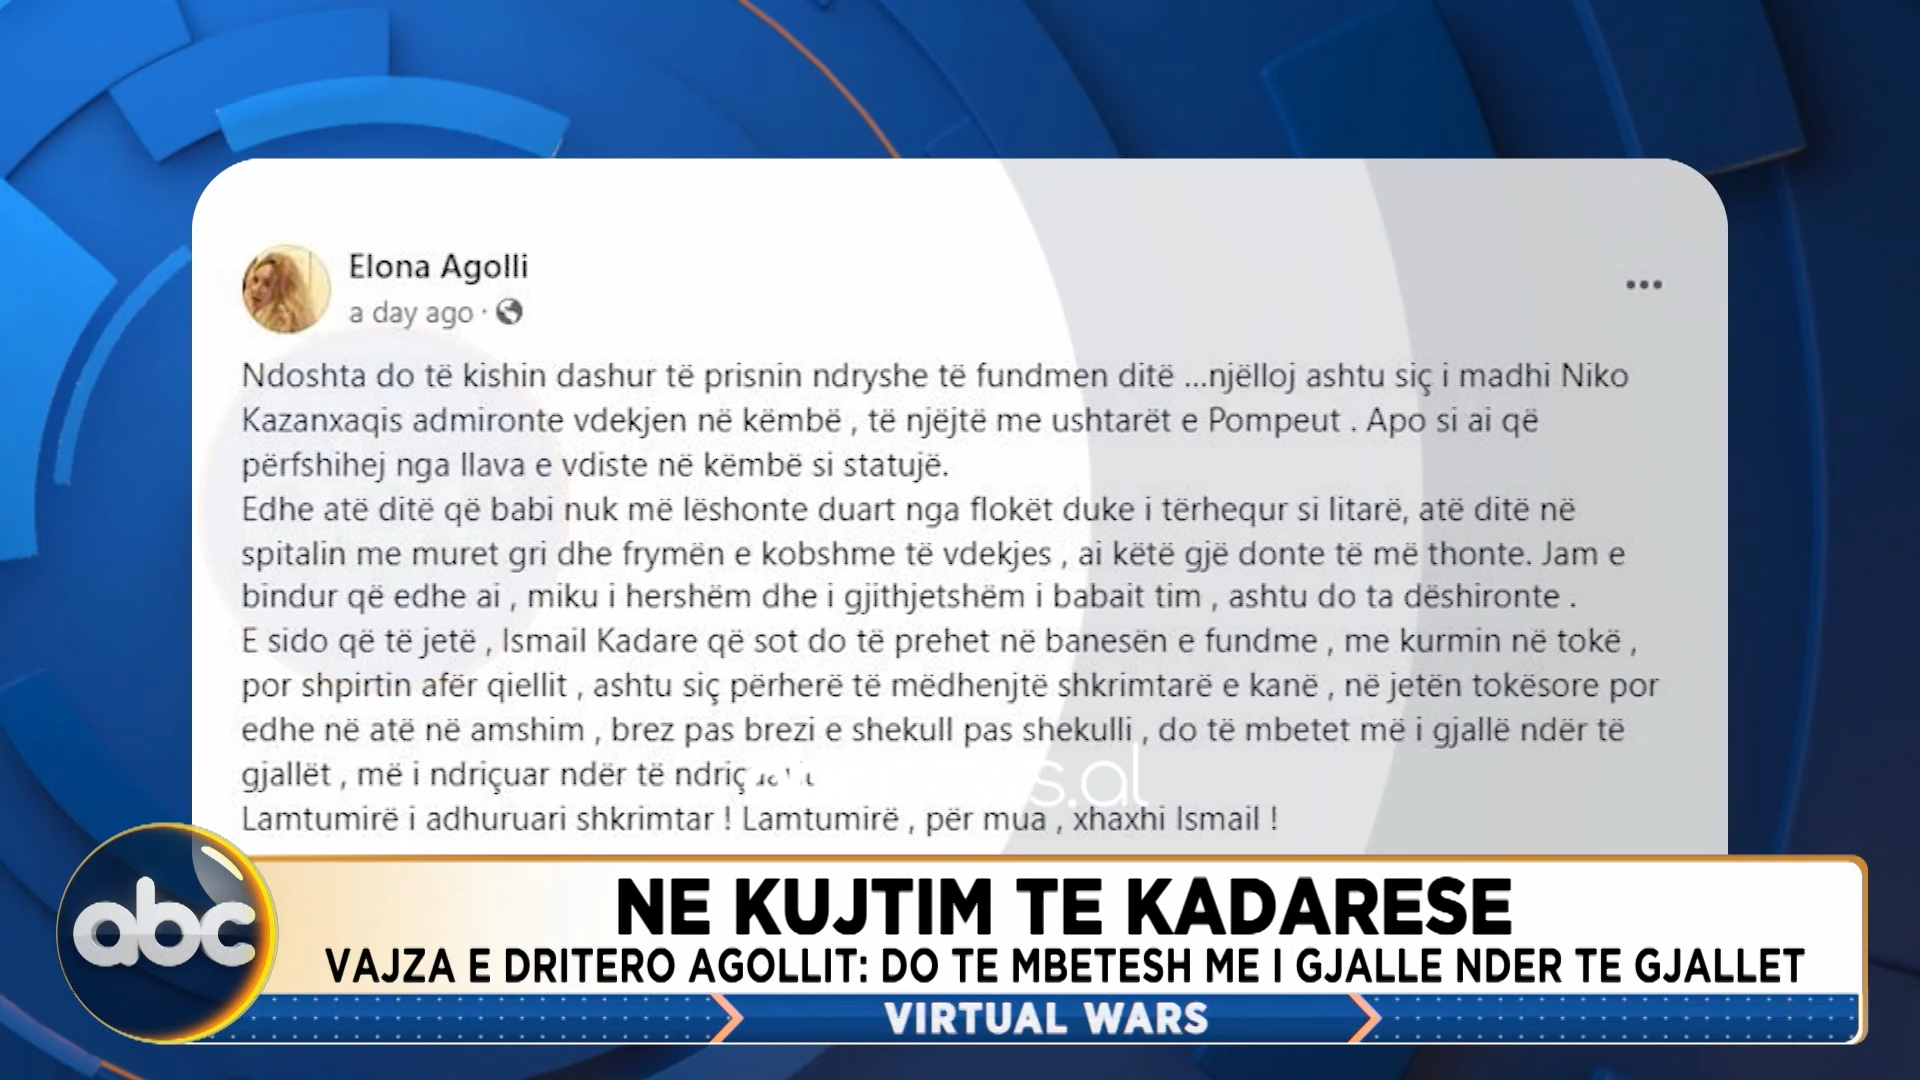 Elona Agolli
a day ago ·
Ndoshta do të kishin dashur të prisnin ndryshe të fundmen ditë ...njëlloj ashtu siç i madhi Niko
Kazanxaqis admironte vdekjen në këmbë , të njëjtë me ushtarët e Pompeut . Apo si ai që
përfshihej nga llava e vdiste në këmbë si statujë.
Edhe atë ditë që babi nuk më lëshonte duart nga flokët duke i tërhequr si litarë, atë ditë në
spitalin me muret gri dhe frymën e kobshme të vdekjes , ai këtë gjë donte të më thonte. Jam e
bindur që edhe ai , miku i hershëm dhe i gjithjetshëm i babait tim , ashtu do ta dëshironte .
E sido që të jetë , Ismail Kadare që sot do të prehet në banesën e fundme , me kurmin në tokë ,
por shpirtin afër qiellit , ashtu siç përherë të mëdhenjtë shkrimtarë e kanë , në jetën tokësore por
edhe në atë në amshim , brez pas brezi e shekull pas shekulli , do të mbetet më i gjallë ndër të
gjallët , më i ndriçuar ndër të
Lamtumirë i adhuruari shkrimtar ! Lamtumirë , për mua , xhaxhi Ismail !
abc
NE KUJTIM TE KADARESE
VAJZA E DRITERO AGOLLIT: DO TE MBETESH ME I GJALLE NDER TE GJALLET
VIRTUAL WARS